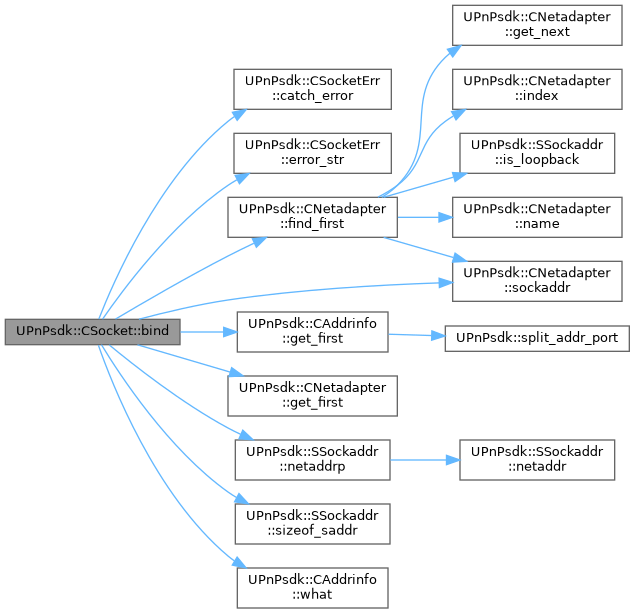 UPnPsdk::CSocket::bind
UPnPsdk::CSocketErr
::catch_error
UPnPsdk::CSocketErr
::error_str
UPnPsdk::CNetadapter
::find_first
UPnPsdk::CAddrinfo
::get_first
UPnPsdk::CNetadapter
::get_first
UPnPsdk::SSockaddr
::netaddrp
UPnPsdk::SSockaddr
::sizeof_saddr
UPnPsdk::CAddrinfo
::what
UPnPsdk::CNetadapter
::get_next
UPnPsdk::CNetadapter
::index
UPnPsdk::SSockaddr
::is_loopback
UPnPsdk::CNetadapter
::name
UPnPsdk::CNetadapter
::sockaddr
UPnPsdk::split_addr_port
UPnPsdk::SSockaddr
::netaddr